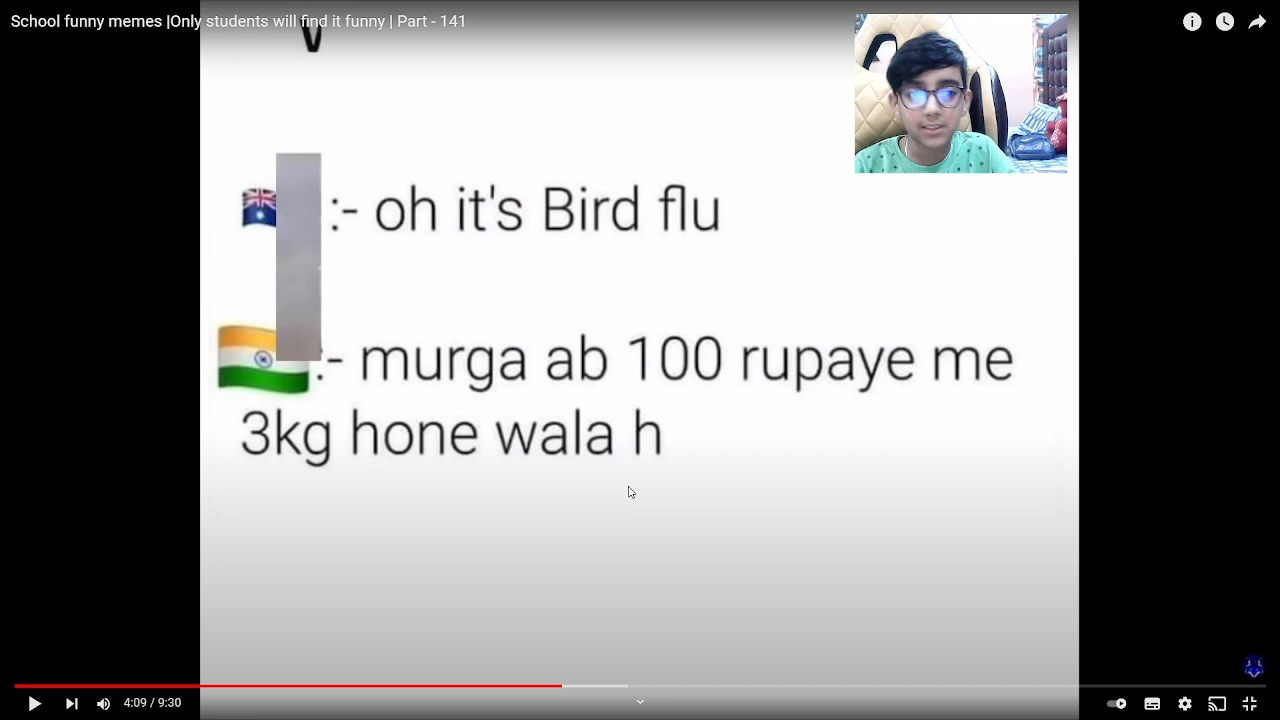 School funny memes |Only students will find it funny | Part - 141
:- oh it's Bird flu
:- murga ab 100 rupaye me
3kg hone wala h
4:09 / 9:30